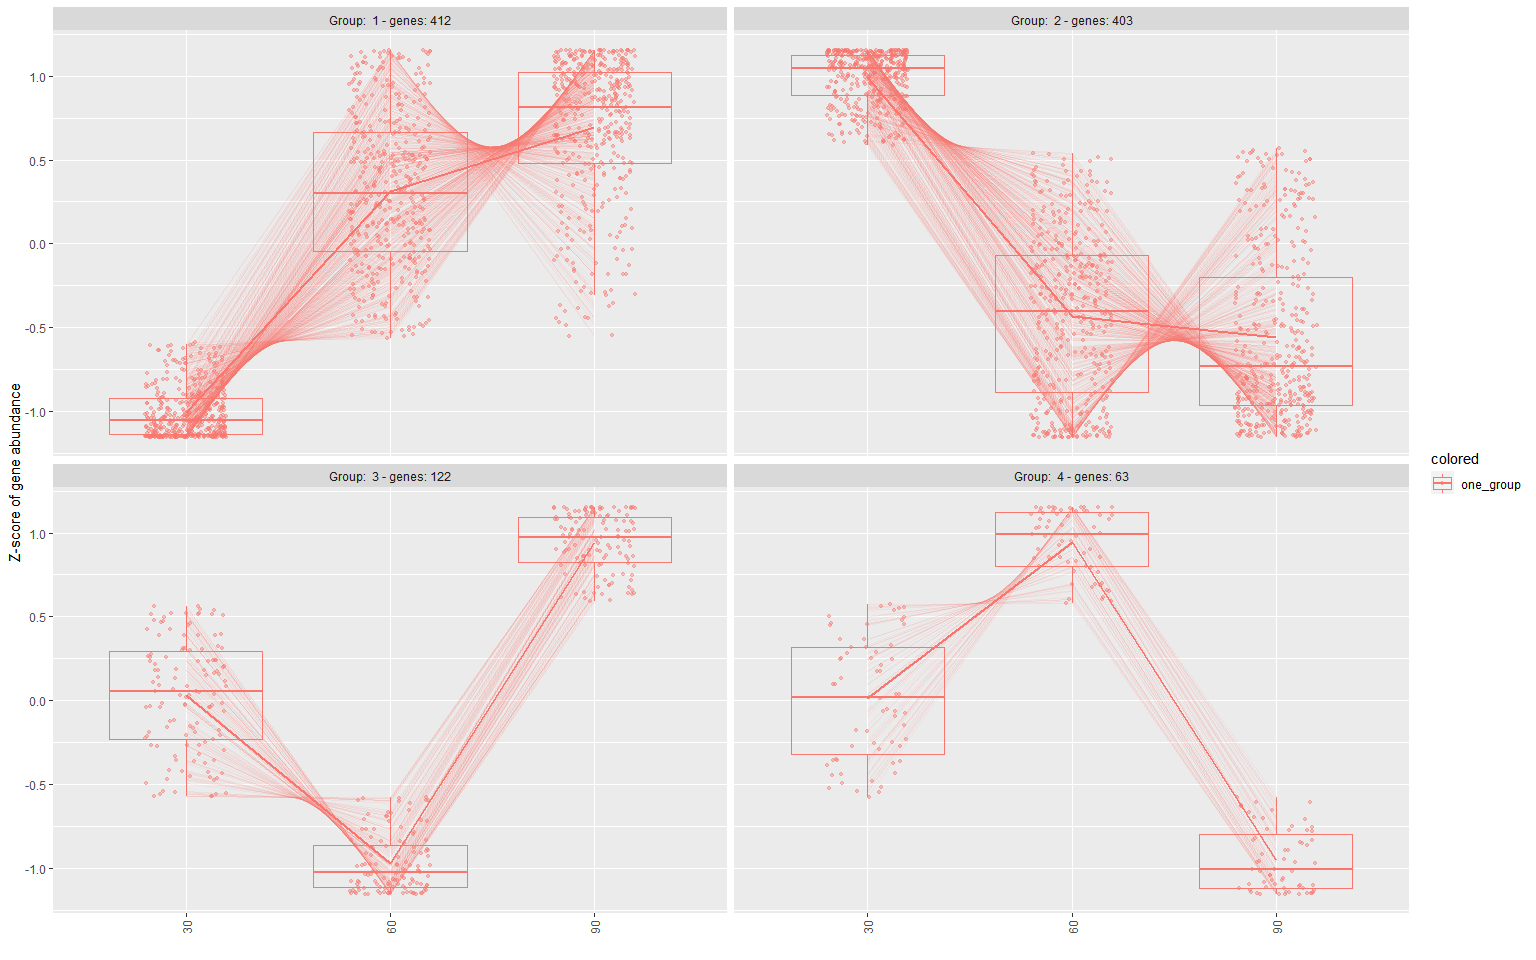 Group:  1 - genes: 412
Group:  2 - genes: 403
1.0
0.5
0.0
-0.5
-1.0
Z-score of gene abundance
Group:  3 - genes: 122
Group:  4 - genes: 63
1.0
0.5
0.0
-0.5
-1.0
30
60
90
30
60
90
colored
one_group